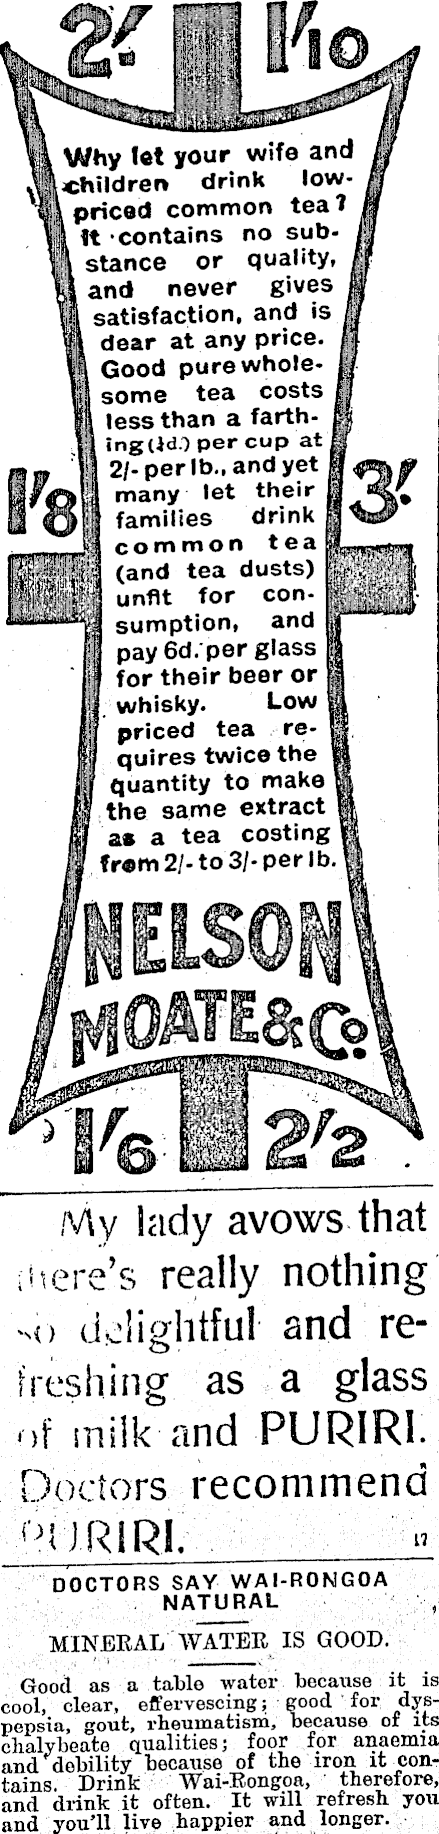 2/- 1/10
Why let your wife and
children drink low-
priced common tea?
It contains no sub-
stance or quality,
and never gives
satisfaction, and is
dear at any price.
Good pure whole-
some tea costs
less than a farth-
ing (¼d.) per cup at
2/- per lb., and yet
many let their
families drink
common tea
(and tea dusts)
unfit for con-
sumption, and
pay 6d. per glass
for their beer or
whisky. Low
priced tea re-
quires twice the
quantity to make
the same extract
as a tea costing
from 2/- to 3/- per lb.
1/8 3/-
NELSON
MOATE & Co.
1/6 2/2
My lady avows that
there's really nothing
so delightful and re-
freshing as a glass
of milk and PURIRI.
Doctors recommend
PURIRI. 17
DOCTORS SAY WAI-RONGOA
NATURAL
MINERAL WATER IS GOOD.
Good as a table water because it is
cool, clear, effervescing; good for dys-
pepsia, gout, rheumatism, because of its
chalybeate qualities; foor for anaemia
and debility because of the iron it con-
tains. Drink Wai-Rongoa, therefore,
and drink it often. It will refresh you
and you'll live happier and longer.